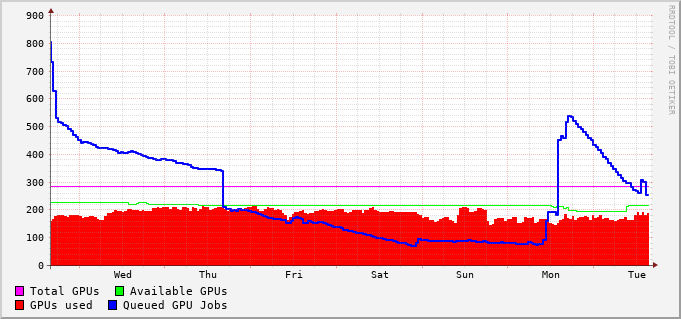 900
800
700
600
500
400
300
200
100
0
Wed Thu Fri Sat Sun Mon Tue
Total GPUs Available GPUs
GPUs used Queued GPU Jobs
RRDTOOL / TOBI OETIKER